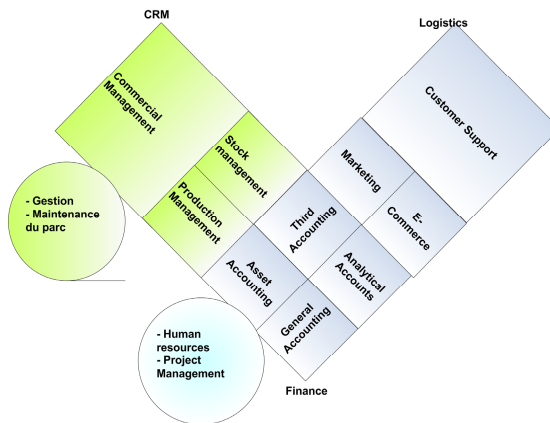 CRM
Logistics
Commercial
Management
Customer Support
Stock
management
Marketing
Production
Management
Third
Accounting
E-
Commerce
- Gestion
- Maintenance
du parc
Asset
Accounting
Analytical
Accounts
General
Accounting
- Human
resources
- Project
Management
Finance